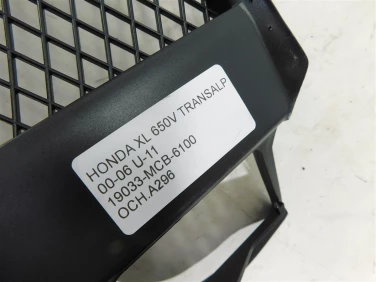 HONDA XL 650V TRANSALP
00-06 U-11
19033-MCB-6100
OCH.A296